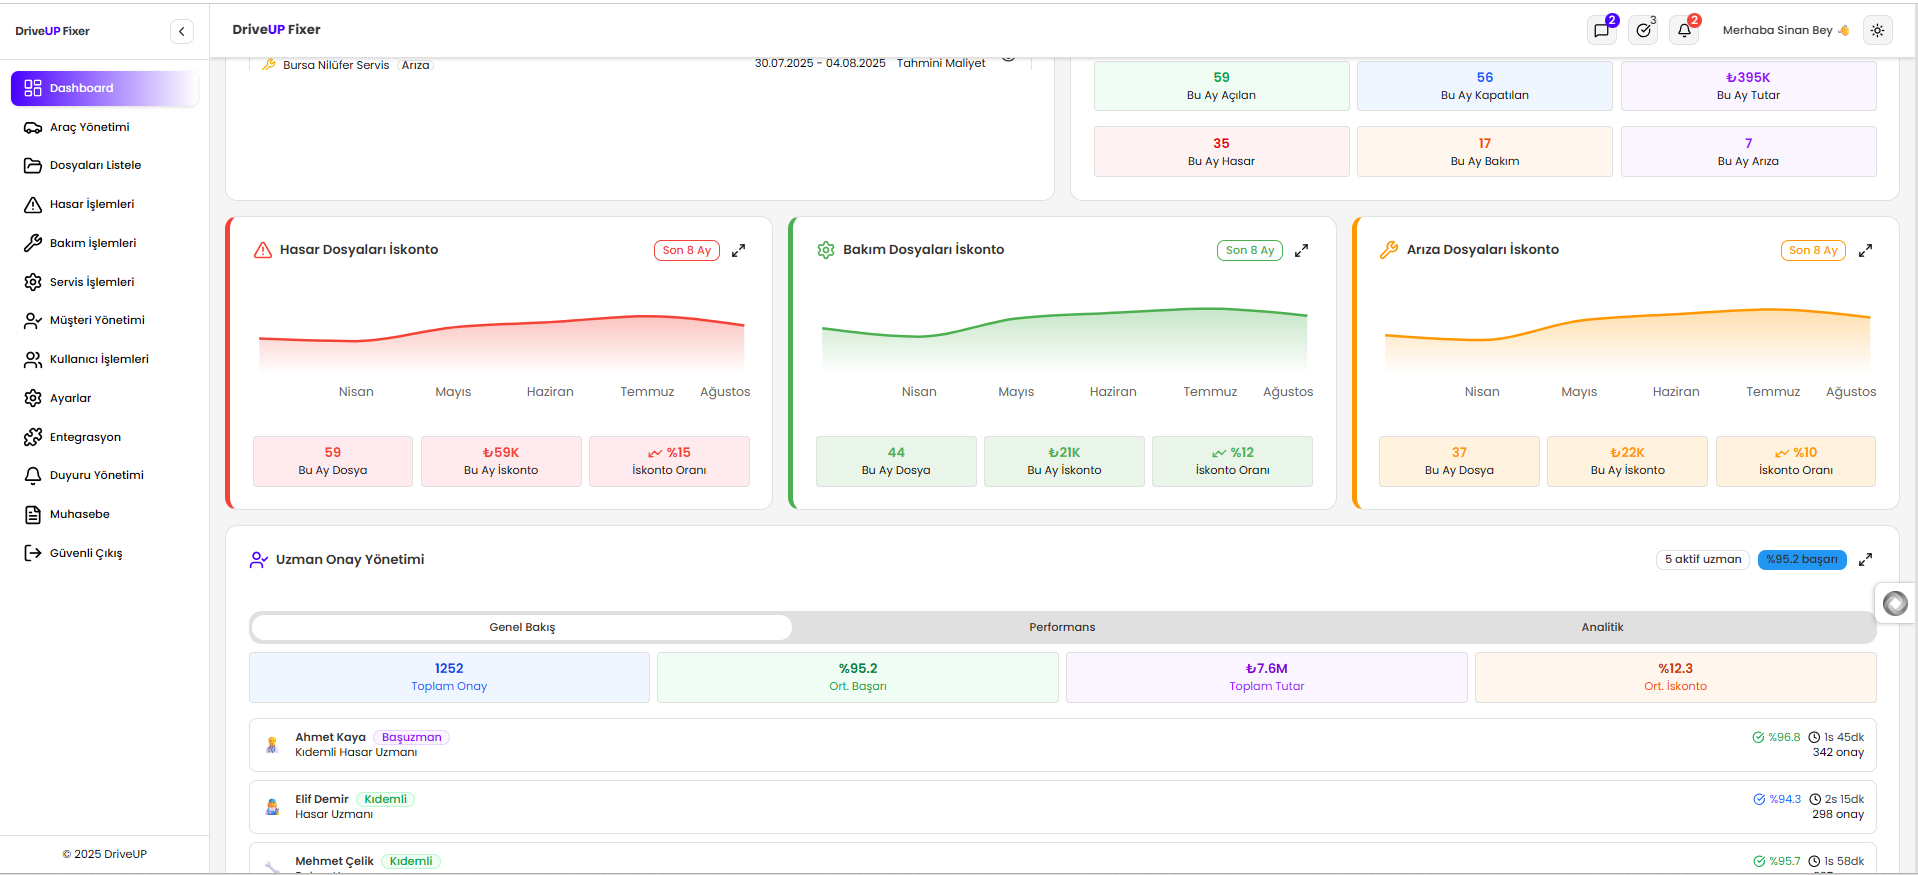 DriveUP Fixer
Dashboard
Araç Yönetimi
Dosyaları Listele
Hasar İşlemleri
Bakım İşlemleri
Servis İşlemleri
Müşteri Yönetimi
Kullanıcı İşlemleri
Ayarlar
Entegrasyon
Duyuru Yönetimi
Muhasebe
Güvenli Çıkış
© 2025 DriveUP
DriveUP Fixer
2
3
2
Merhaba Sinan Bey
Bursa Nilüfer Servis Arıza
30.07.2025 - 04.08.2025 Tahmini Maliyet
59
Bu Ay Açılan
56
Bu Ay Kapatılan
₺395K
Bu Ay Tutar
35
Bu Ay Hasar
17
Bu Ay Bakım
7
Bu Ay Arıza
Hasar Dosyaları İskonto
Son 8 Ay
Nisan Mayıs Haziran Temmuz Ağustos
59
Bu Ay Dosya
₺59K
Bu Ay İskonto
%15
İskonto Oranı
Bakım Dosyaları İskonto
Son 8 Ay
Nisan Mayıs Haziran Temmuz Ağustos
44
Bu Ay Dosya
₺21K
Bu Ay İskonto
%12
İskonto Oranı
Arıza Dosyaları İskonto
Son 8 Ay
Nisan Mayıs Haziran Temmuz Ağustos
37
Bu Ay Dosya
₺22K
Bu Ay İskonto
%10
İskonto Oranı
Uzman Onay Yönetimi
5 aktif uzman
%95.2 başarı
Genel Bakış
Performans
Analitik
1252
Toplam Onay
%95.2
Ort. Başarı
₺7.6M
Toplam Tutar
%12.3
Ort. İskonto
Ahmet Kaya Başuzman
Kıdemli Hasar Uzmanı
%96.8 1s 45dk
342 onay
Elif Demir Kıdemli
Hasar Uzmanı
%94.3 2s 15dk
298 onay
Mehmet Çelik Kıdemli
%95.7 1s 58dk